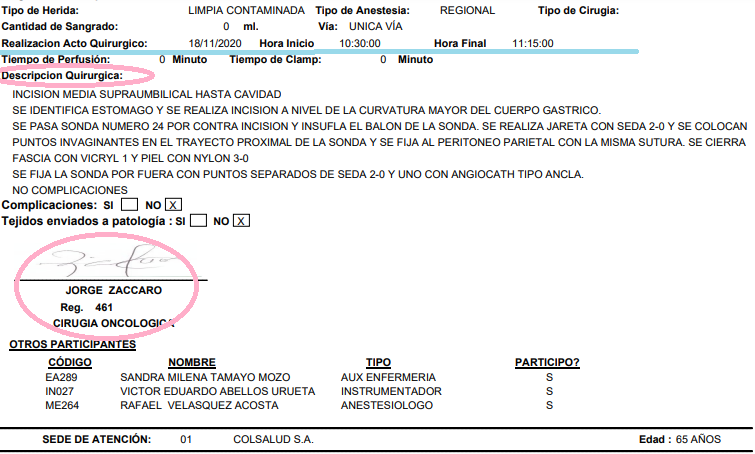 Tipo de Herida: LIMPIA CONTAMINADA Tipo de Anestesia: REGIONAL Tipo de Cirugia:
Cantidad de Sangrado: 0 ml. Vía: UNICA VÍA
Realizacion Acto Quirurgico: 18/11/2020 Hora Inicio 10:30:00 Hora Final 11:15:00
Tiempo de Perfusión: 0 Minuto Tiempo de Clamp: 0 Minuto
Descripcion Quirurgica:
INCISION MEDIA SUPRAUMBILICAL HASTA CAVIDAD
SE IDENTIFICA ESTOMAGO Y SE REALIZA INCISION A NIVEL DE LA CURVATURA MAYOR DEL CUERPO GASTRICO.
SE PASA SONDA NUMERO 24 POR CONTRA INCISION Y INSUFLA EL BALON DE LA SONDA. SE REALIZA JARETA CON SEDA 2-0 Y SE COLOCAN
PUNTOS INVAGINANTES EN EL TRAYECTO PROXIMAL DE LA SONDA Y SE FIJA AL PERITONEO PARIETAL CON LA MISMA SUTURA. SE CIERRA
FASCIA CON VICRYL 1 Y PIEL CON NYLON 3-0
SE FIJA LA SONDA POR FUERA CON PUNTOS SEPARADOS DE SEDA 2-0 Y UNO CON ANGIOCATH TIPO ANCLA.
NO COMPLICACIONES
Complicaciones: SI NO X
Tejidos enviados a patología : SI NO X
JORGE ZACCARO
Reg. 461
CIRUGIA ONCOLOGICA
OTROS PARTICIPANTES
CÓDIGO NOMBRE TIPO PARTICIPO?
EA289 SANDRA MILENA TAMAYO MOZO AUX ENFERMERIA S
IN027 VICTOR EDUARDO ABELLOS URUETA INSTRUMENTADOR S
ME264 RAFAEL VELASQUEZ ACOSTA ANESTESIOLOGO S
SEDE DE ATENCIÓN: 01 COLSALUD S.A. Edad : 65 AÑOS